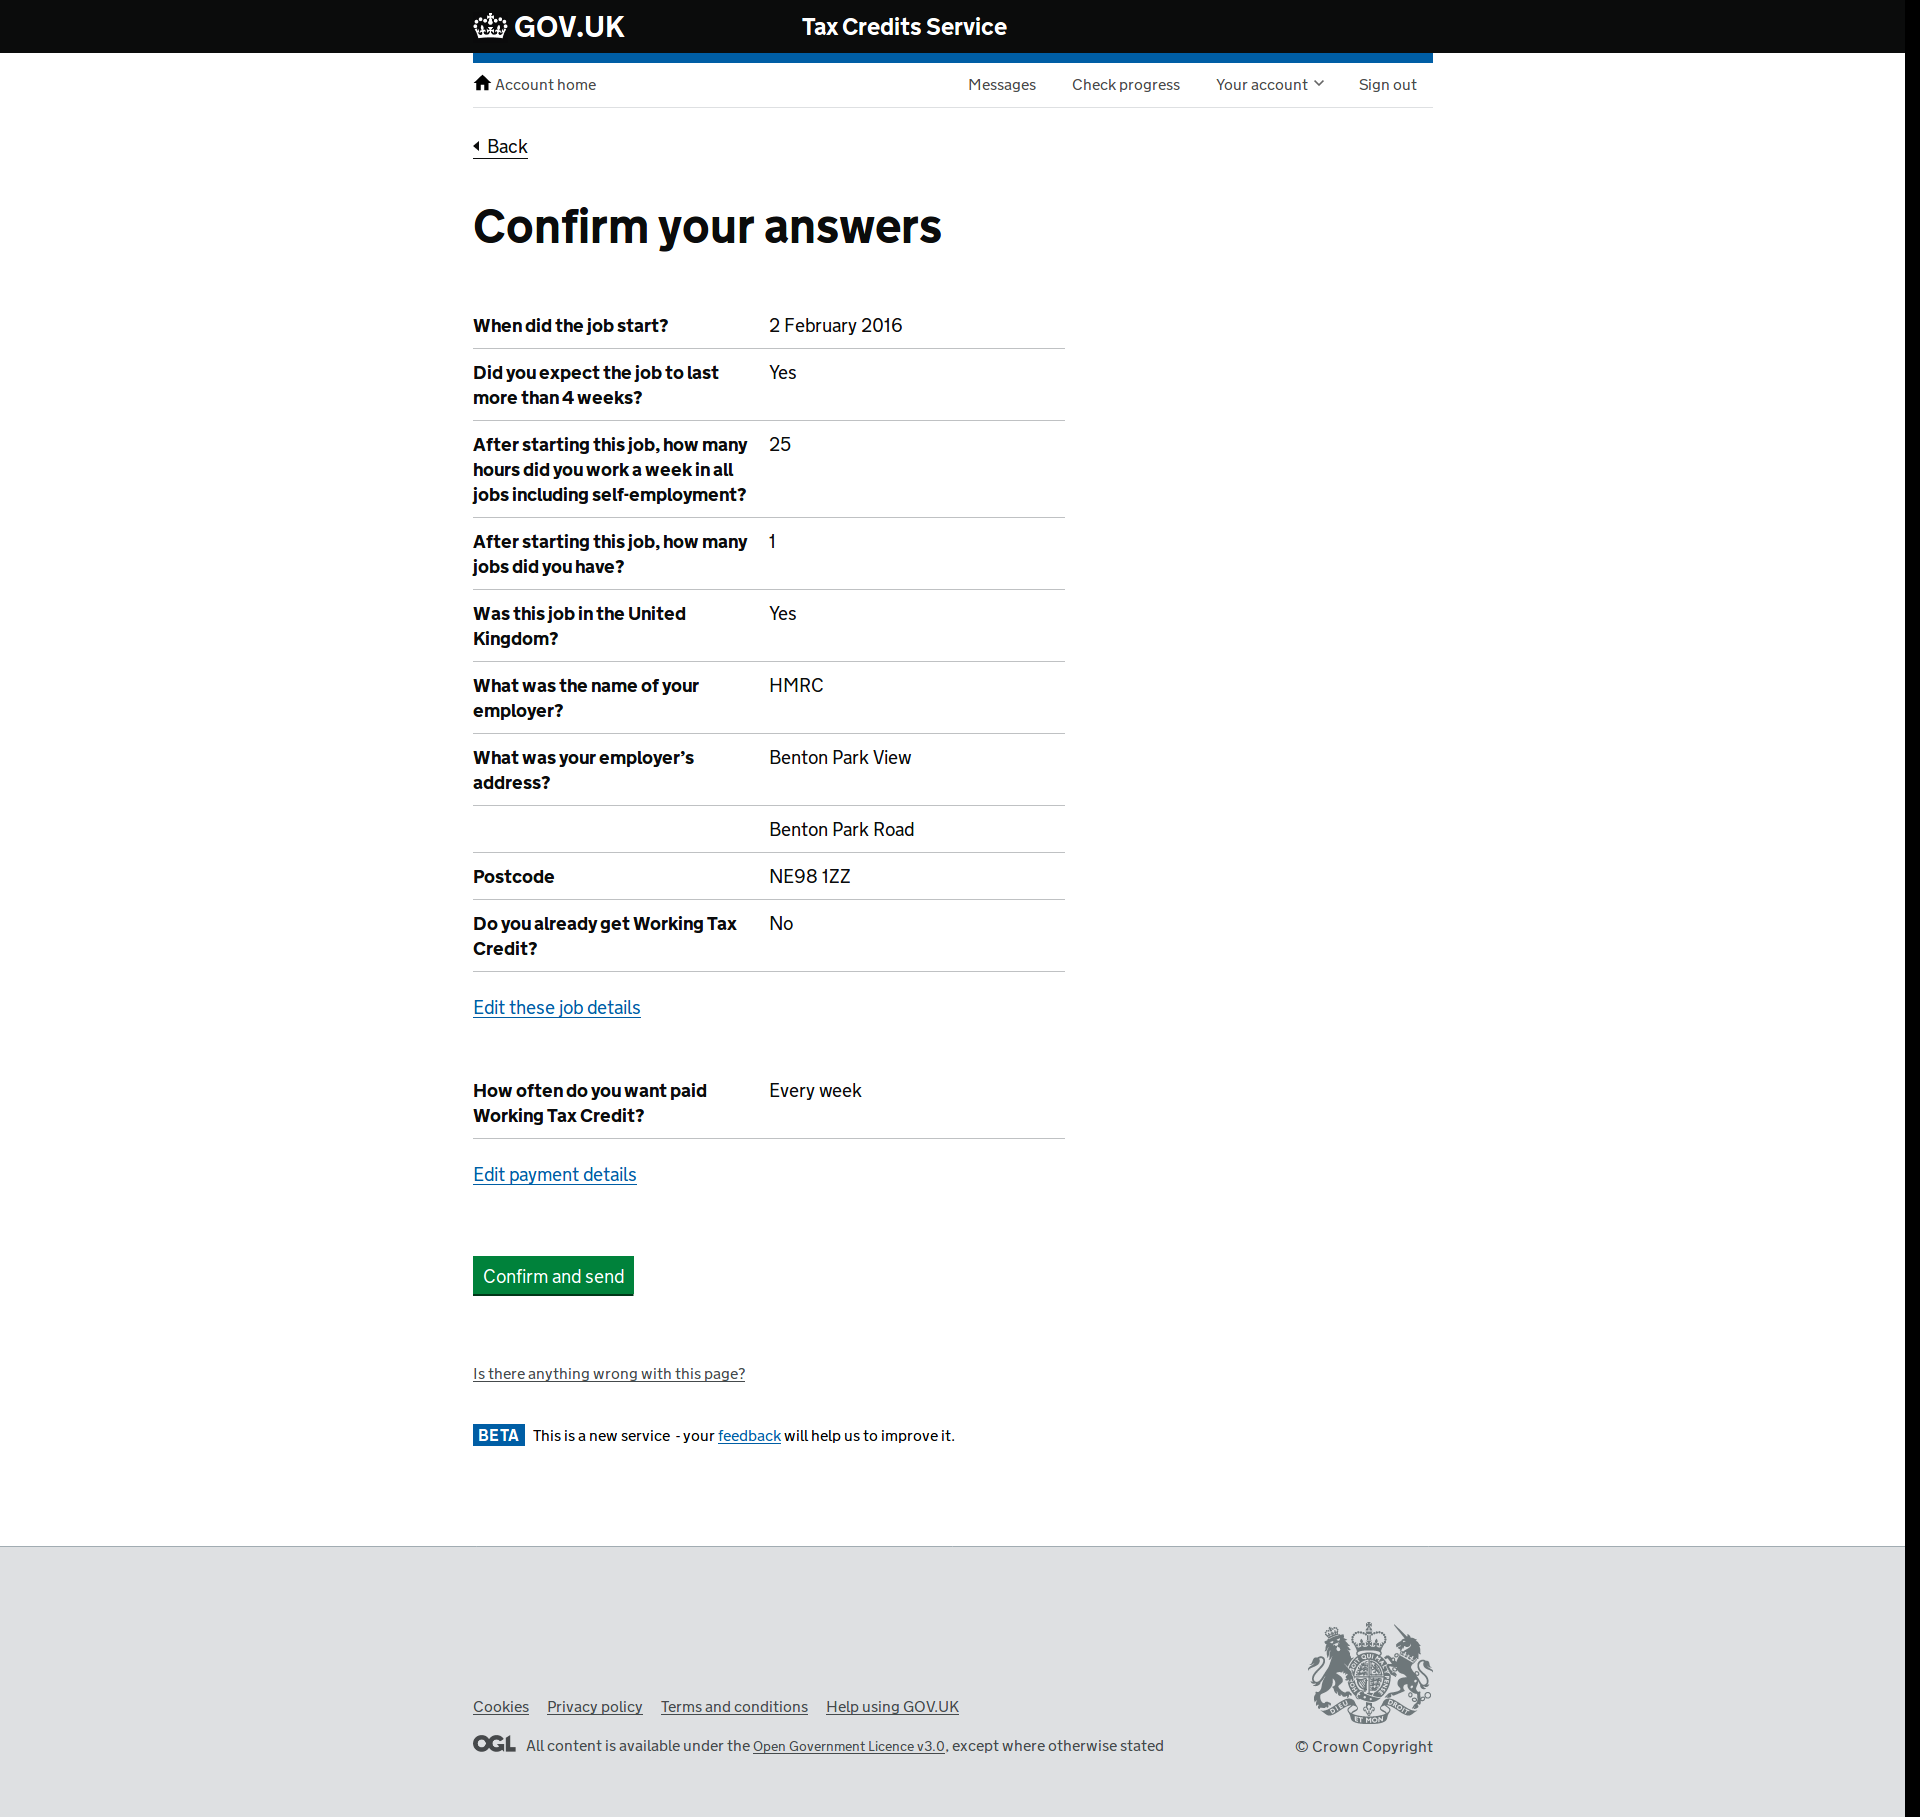 GOV.UK
Tax Credits Service
Account home
Messages
Check progress
Your account
Sign out
Back
Confirm your answers
When did the job start?
2 February 2016
Did you expect the job to last
more than 4 weeks?
Yes
After starting this job, how many
hours did you work a week in all
jobs including self-employment?
25
After starting this job, how many
jobs did you have?
1
Was this job in the United
Kingdom?
Yes
What was the name of your
employer?
HMRC
What was your employer’s
address?
Benton Park View
Benton Park Road
Postcode
NE98 1ZZ
Do you already get Working Tax
Credit?
No
Edit these job details
How often do you want paid
Working Tax Credit?
Every week
Edit payment details
Confirm and send
Is there anything wrong with this page?
BETA This is a new service - your feedback will help us to improve it.
Cookies
Privacy policy
Terms and conditions
Help using GOV.UK
OGL All content is available under the Open Government Licence v3.0, except where otherwise stated
© Crown Copyright